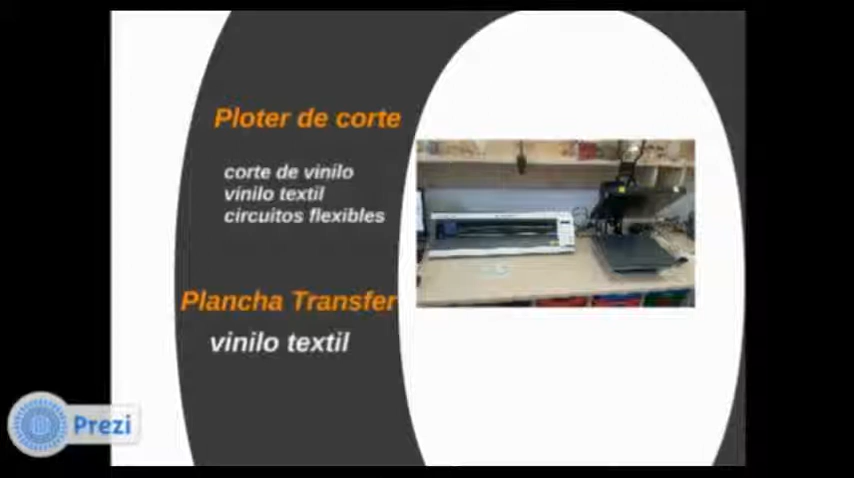 Ploter de corte
corte de vinilo
vinilo textil
circuitos flexibles
Plancha Transfer
vinilo textil
Prezi